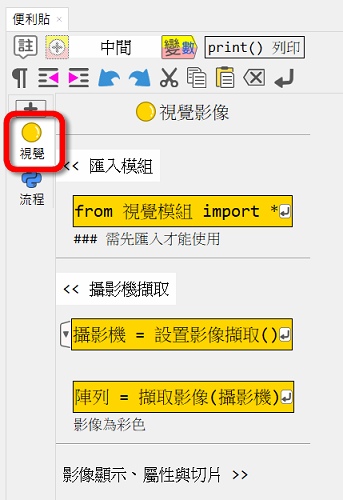 便利貼
註 中間 變數 print() 列印
視覺影像
視覺
<< 匯入模組
流程
from 視覺模組 import *
### 需先匯入才能使用
<< 攝影機擷取
攝影機 = 設置影像擷取()
陣列 = 擷取影像(攝影機)
影像為彩色
影像顯示、屬性與切片 >>